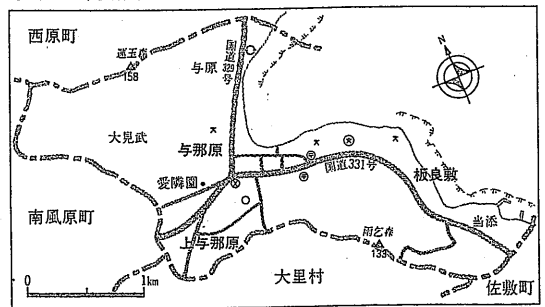 西原町
運玉森
158
与原
国道329号
N
大見武
与那原
国道331号
板良敷
愛隣園
当添
南風原町
上与那原
雨乞森
133
大里村
佐敷町
0
1km